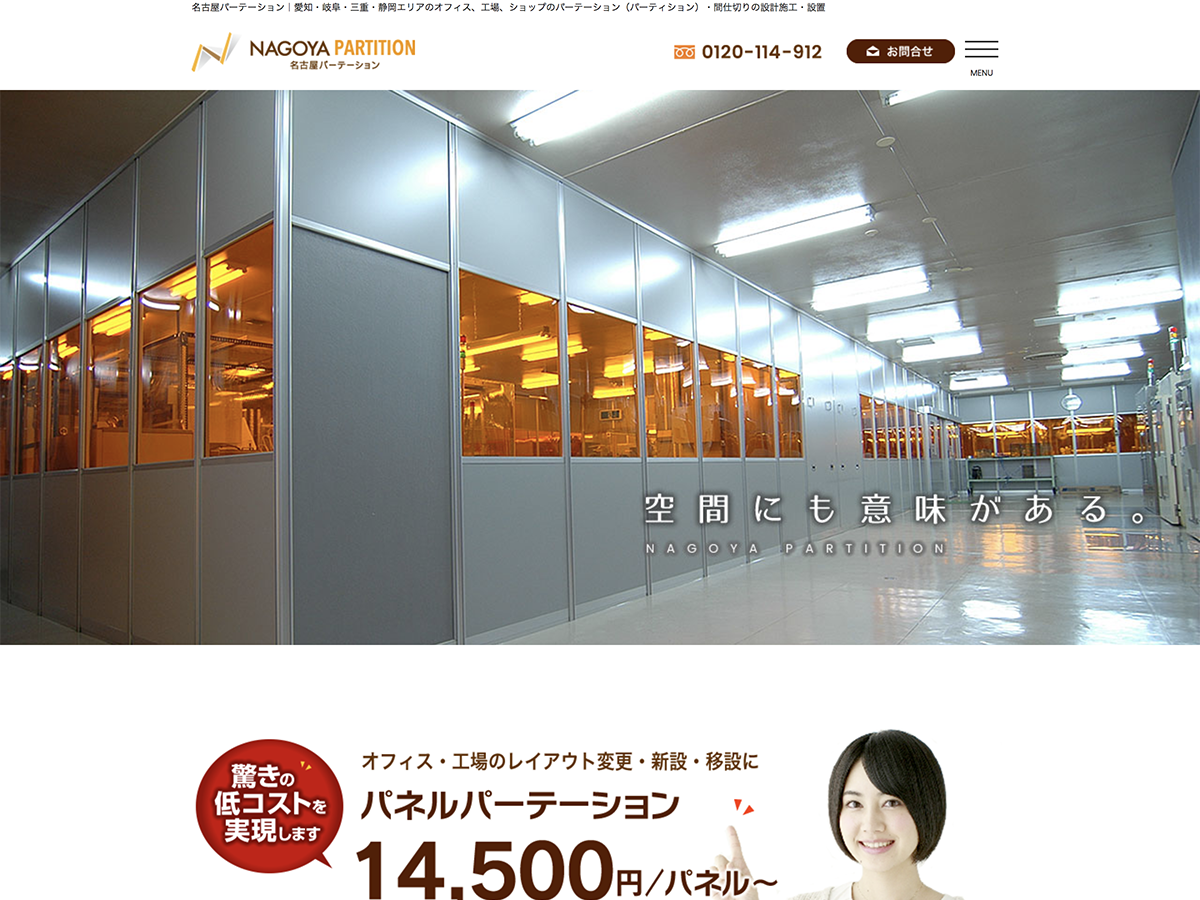 名古屋パーテーション｜愛知・岐阜・三重・静岡エリアのオフィス、工場、ショップのパーテーション（パーティション）・間仕切りの設計施工・設置
NAGOYA PARTITION
名古屋パーテーション
0120-114-912
お問合せ
MENU
空間にも意味がある。
NAGOYA PARTITION
驚きの
低コストを
実現します
オフィス・工場のレイアウト変更・新設・移設に
パネルパーテーション
14,500円／パネル〜